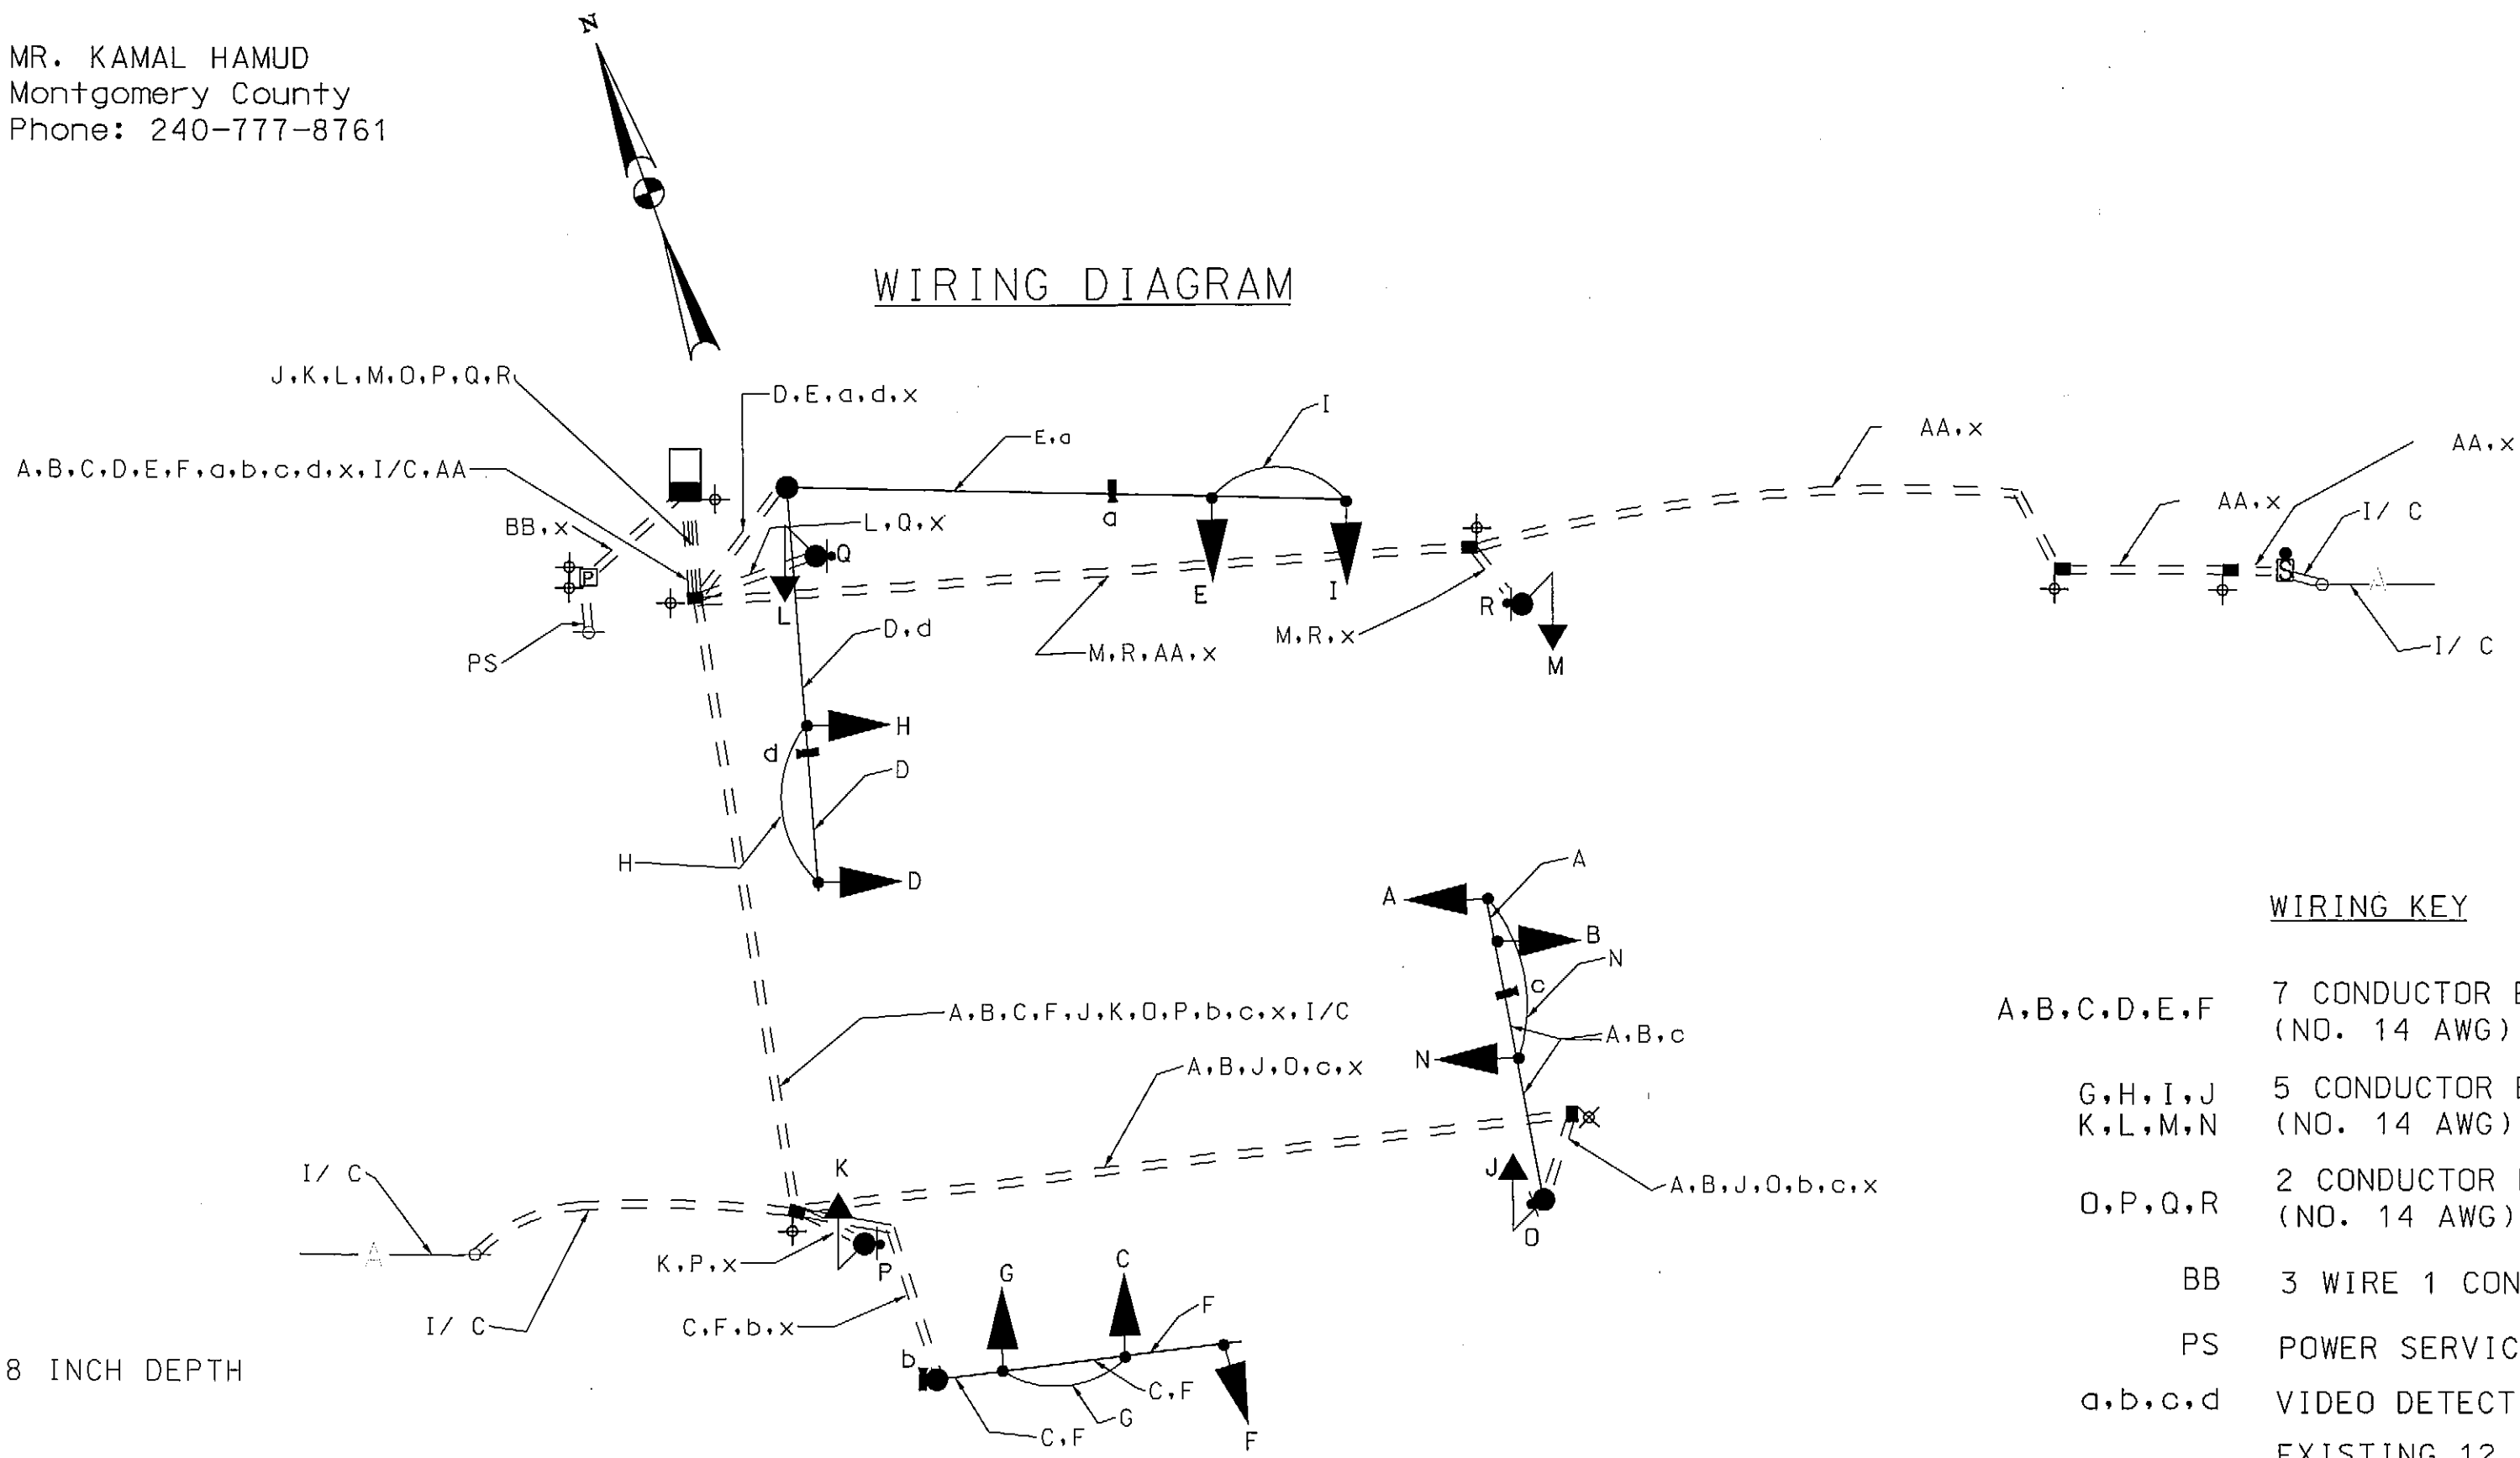 N
MR. KAMAL HAMUD
Montgomery County
Phone: 240-777-8761
WIRING DIAGRAM
J,K,L,M,O,P,Q,R
D,E,a,d,x
I
E,a
AA,x
AA,x
A,B,C,D,E,F,a,b,c,d,x,I/C,AA
AA,x
I/ C
BB,x
L,Q,x
a
Q
P
S
A
E
I
R
L
M,R,x
D,d
M,R,AA,x
M
I/ C
PS
H
d
D
H
D
A
A
B
N
c
WIRING KEY
A,B,C,F,J,K,O,P,b,c,x,I/C
A,B,c
N
A,B,J,O,c,x
A,B,C,D,E,F 7 CONDUCTOR E
(NO. 14 AWG)
G,H,I,J 5 CONDUCTOR E
K,L,M,N (NO. 14 AWG)
I/ C
K
J
A,B,J,O,b,c,x
O,P,Q,R 2 CONDUCTOR
(NO. 14 AWG)
A
K,P,x
P
O
G
C
F
BB 3 WIRE 1 CON
I/ C
C,F,b,x
PS POWER SERVIC
8 INCH DEPTH
b
C,F
G
C,F
F
a,b,c,d VIDEO DETECT
EXISTING 12